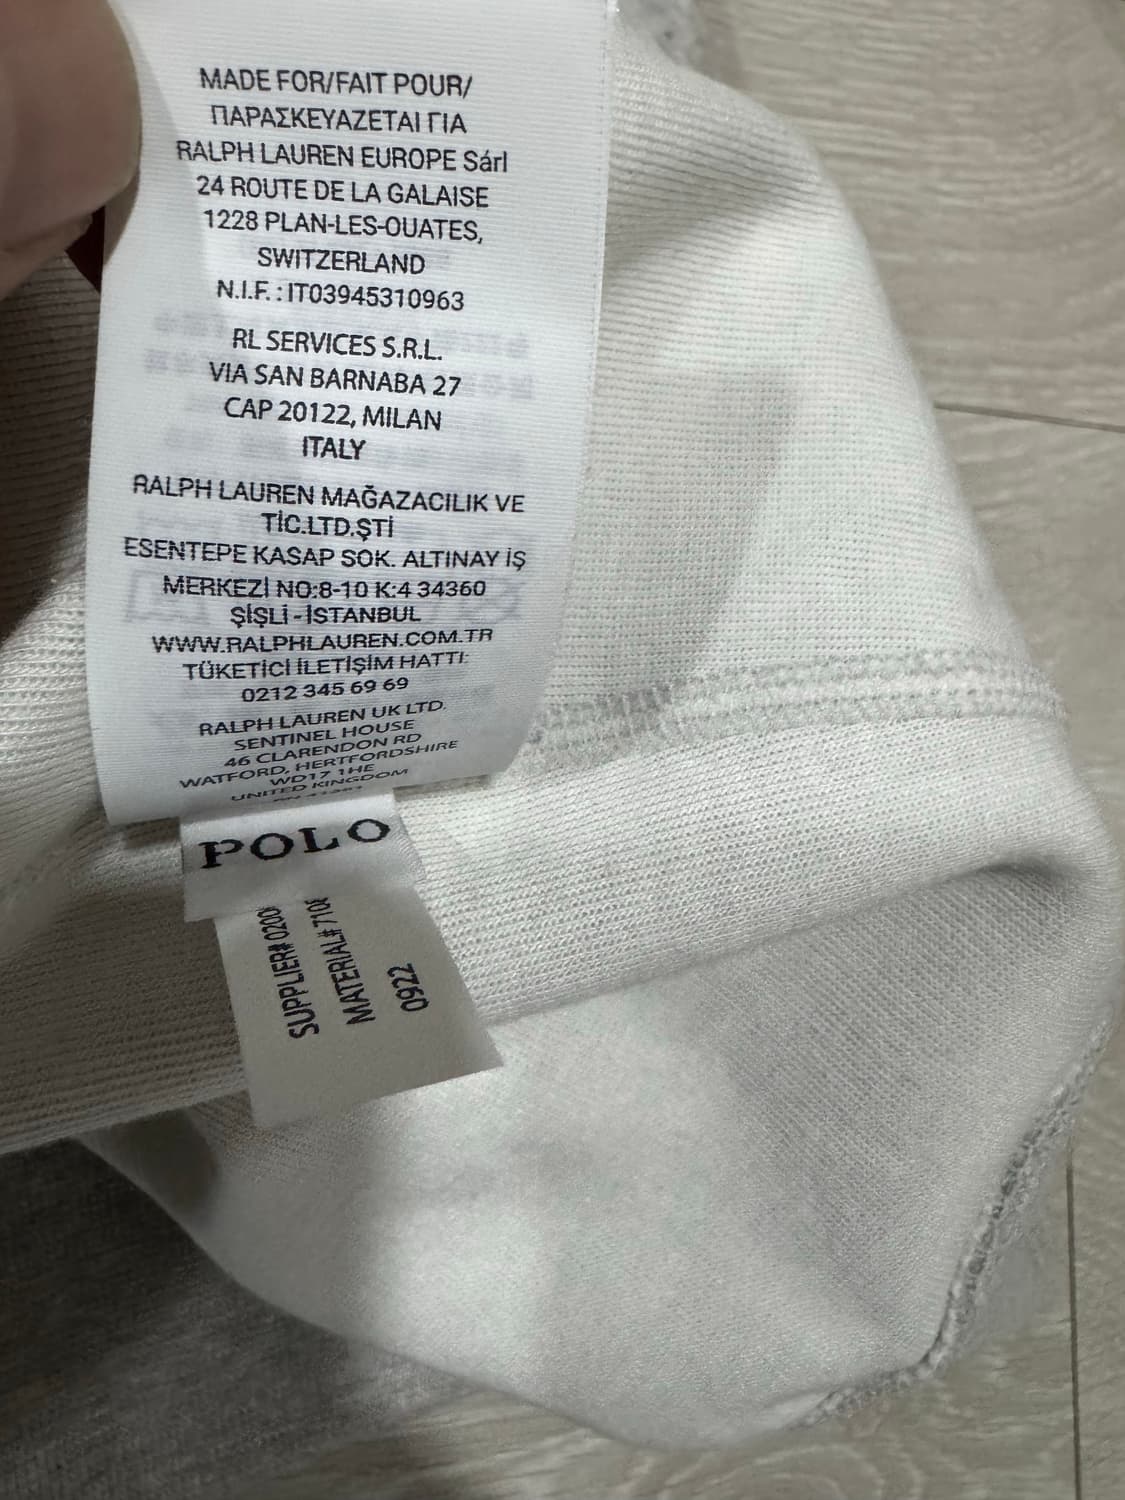 MADE FOR/FAIT POUR/
ΠΑΡΑΣΚΕΥΑΖΕΤΑΙ ΓΙΑ
RALPH LAUREN EUROPE Sárl
24 ROUTE DE LA GALAISE
1228 PLAN-LES-OUATES,
SWITZERLAND
N.I.F. : IT03945310963
RL SERVICES S.R.L.
VIA SAN BARNABA 27
CAP 20122, MILAN
ITALY
RALPH LAUREN MAĞAZACILIK VE
TİC.LTD.ŞTİ
ESENTEPE KASAP SOK. ALTINAY İŞ
MERKEZİ NO:8-10 K:4 34360
ŞİŞLİ - İSTANBUL
WWW.RALPHLAUREN.COM.TR
TÜKETİCİ İLETİŞİM HATTI:
0212 345 69 69
RALPH LAUREN UK LTD.
SENTINEL HOUSE
46 CLARENDON RD
WATFORD, HERTFORDSHIRE
WD17 1HE
UNITED KINGDOM
POLO
SUPPLIER# 0200
MATERIAL# 710
0922